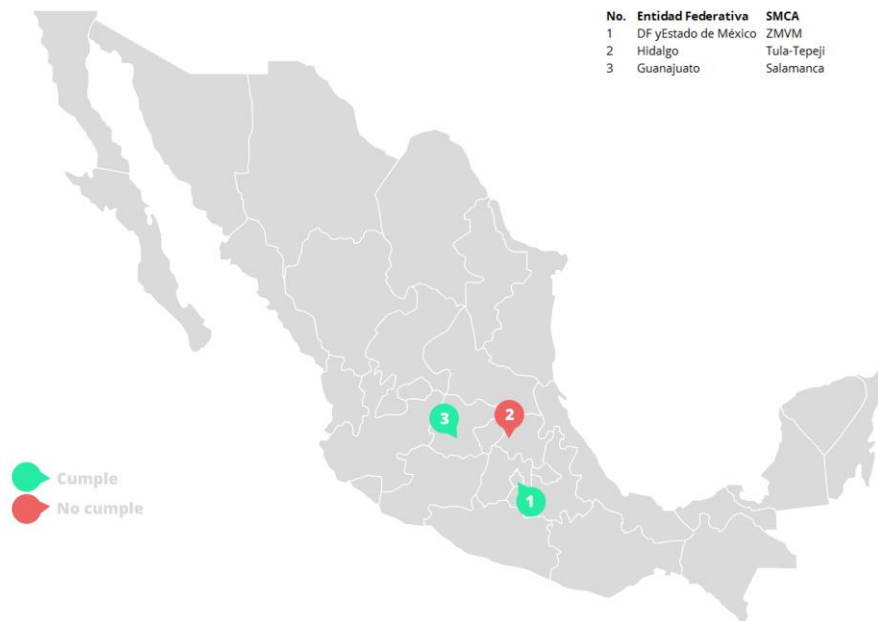 No. Entidad Federativa SMCA
1 DF yEstado de México ZMVM
2 Hidalgo Tula-Tepeji
3 Guanajuato Salamanca
3
2
1
Cumple
No cumple